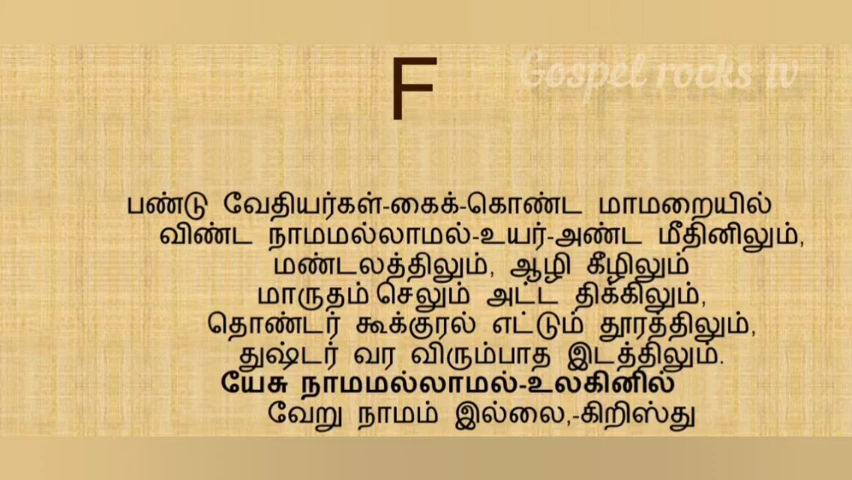 Gospel rocks tv
F
பண்டு வேதியர்கள்-கைக்-கொண்ட மாமறையில்
விண்ட நாமமல்லாமல்-உயர்-அண்ட மீதினிலும்,
மண்டலத்திலும், ஆழி கீழிலும்
மாருதம் செலும் அட்ட திக்கிலும்,
தொண்டர் கூக்குரல் எட்டும் தூரத்திலும்,
துஷ்டர் வர விரும்பாத இடத்திலும்.
யேசு நாமமல்லாமல்-உலகினில்
வேறு நாமம் இல்லை,-கிறிஸ்து